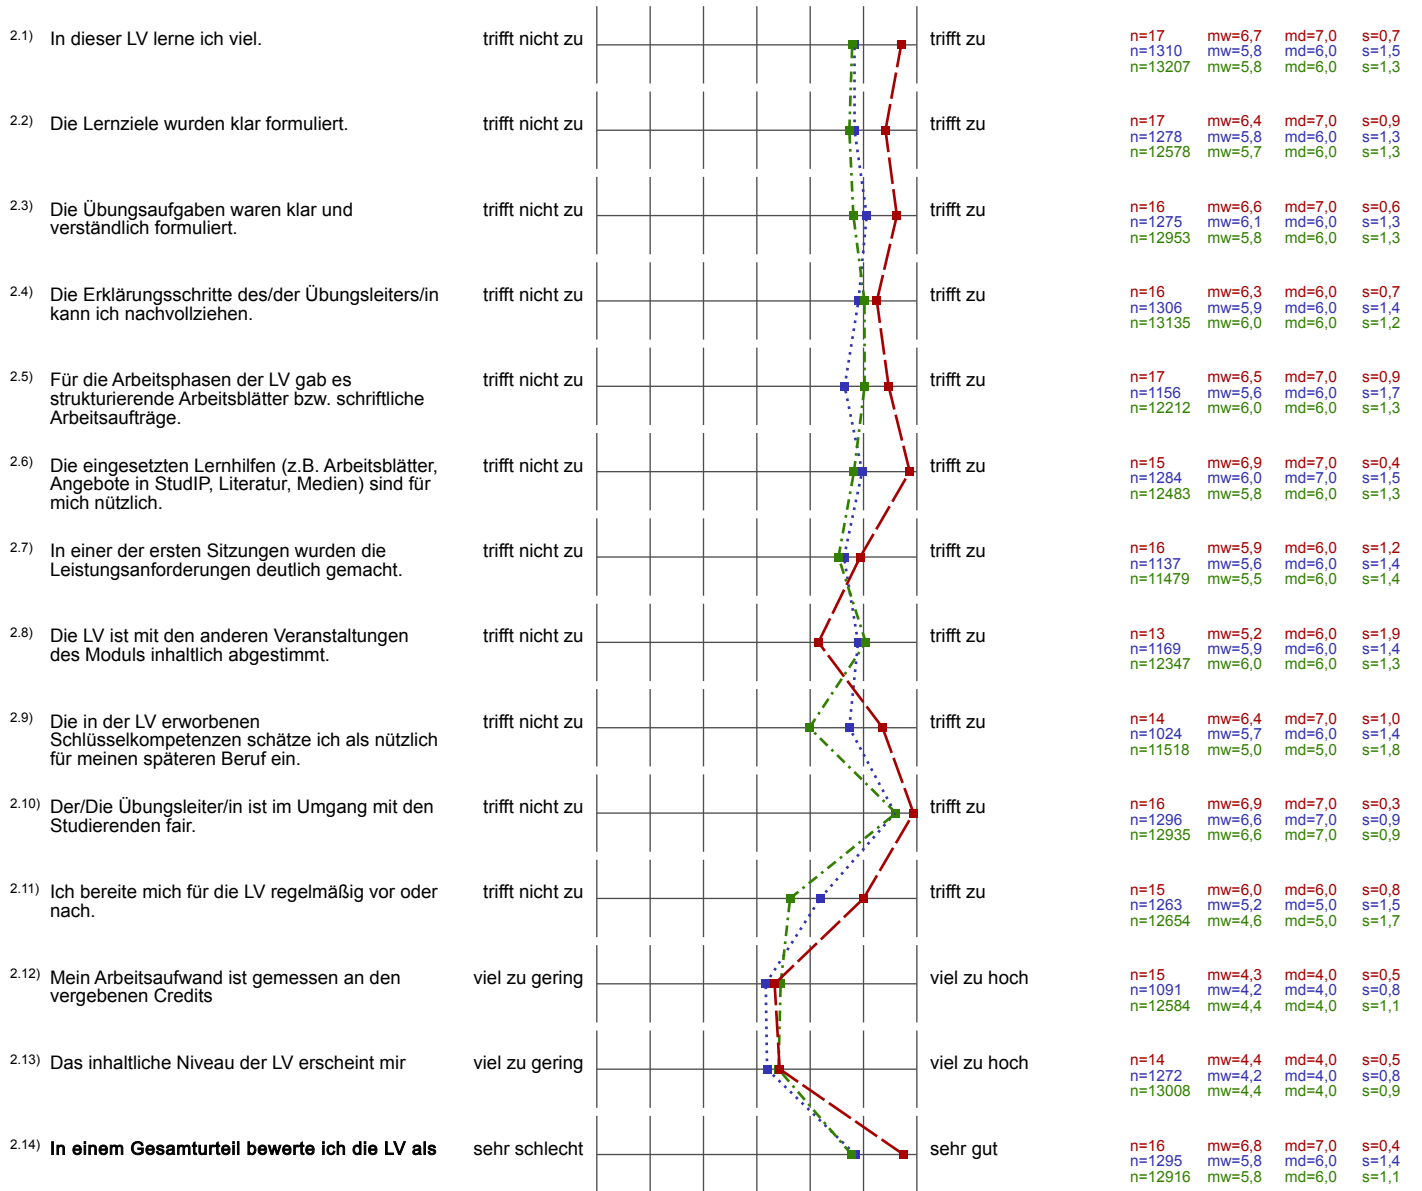 2.1) In dieser LV lerne ich viel. trifft nicht zu trifft zu n=17 mw=6,7 md=7,0 s=0,7
n=1310 mw=5,8 md=6,0 s=1,5
n=13207 mw=5,8 md=6,0 s=1,3
2.2) Die Lernziele wurden klar formuliert. trifft nicht zu trifft zu n=17 mw=6,4 md=7,0 s=0,9
n=1278 mw=5,8 md=6,0 s=1,3
n=12578 mw=5,7 md=6,0 s=1,3
2.3) Die Übungsaufgaben waren klar und trifft nicht zu trifft zu n=16 mw=6,6 md=7,0 s=0,6
verständlich formuliert. n=1275 mw=6,1 md=6,0 s=1,3
n=12953 mw=5,8 md=6,0 s=1,3
2.4) Die Erklärungsschritte des/der Übungsleiters/in trifft nicht zu trifft zu n=16 mw=6,3 md=6,0 s=0,7
kann ich nachvollziehen. n=1306 mw=5,9 md=6,0 s=1,4
n=13135 mw=6,0 md=6,0 s=1,2
2.5) Für die Arbeitsphasen der LV gab es trifft nicht zu trifft zu n=17 mw=6,5 md=7,0 s=0,9
strukturierende Arbeitsblätter bzw. schriftliche n=1156 mw=5,6 md=6,0 s=1,7
Arbeitsaufträge. n=12212 mw=6,0 md=6,0 s=1,3
2.6) Die eingesetzten Lernhilfen (z.B. Arbeitsblätter, trifft nicht zu trifft zu n=15 mw=6,9 md=7,0 s=0,4
Angebote in StudIP, Literatur, Medien) sind für n=1284 mw=6,0 md=7,0 s=1,5
mich nützlich. n=12483 mw=5,8 md=6,0 s=1,3
2.7) In einer der ersten Sitzungen wurden die trifft nicht zu trifft zu n=16 mw=5,9 md=6,0 s=1,2
Leistungsanforderungen deutlich gemacht. n=1137 mw=5,6 md=6,0 s=1,4
n=11479 mw=5,5 md=6,0 s=1,4
2.8) Die LV ist mit den anderen Veranstaltungen trifft nicht zu trifft zu n=13 mw=5,2 md=6,0 s=1,9
des Moduls inhaltlich abgestimmt. n=1169 mw=5,9 md=6,0 s=1,4
n=12347 mw=6,0 md=6,0 s=1,3
2.9) Die in der LV erworbenen trifft nicht zu trifft zu n=14 mw=6,4 md=7,0 s=1,0
Schlüsselkompetenzen schätze ich als nützlich n=1024 mw=5,7 md=6,0 s=1,4
für meinen späteren Beruf ein. n=11518 mw=5,0 md=5,0 s=1,8
2.10) Der/Die Übungsleiter/in ist im Umgang mit den trifft nicht zu trifft zu n=16 mw=6,9 md=7,0 s=0,3
Studierenden fair. n=1296 mw=6,6 md=7,0 s=0,9
n=12935 mw=6,6 md=7,0 s=0,9
2.11) Ich bereite mich für die LV regelmäßig vor oder trifft nicht zu trifft zu n=15 mw=6,0 md=6,0 s=0,8
nach. n=1263 mw=5,2 md=5,0 s=1,5
n=12654 mw=4,6 md=5,0 s=1,7
2.12) Mein Arbeitsaufwand ist gemessen an den viel zu gering viel zu hoch n=15 mw=4,3 md=4,0 s=0,5
vergebenen Credits n=1091 mw=4,2 md=4,0 s=0,8
n=12584 mw=4,4 md=4,0 s=1,1
2.13) Das inhaltliche Niveau der LV erscheint mir viel zu gering viel zu hoch n=14 mw=4,4 md=4,0 s=0,5
n=1272 mw=4,2 md=4,0 s=0,8
n=13008 mw=4,4 md=4,0 s=0,9
2.14) In einem Gesamturteil bewerte ich die LV als sehr schlecht sehr gut n=16 mw=6,8 md=7,0 s=0,4
n=1295 mw=5,8 md=6,0 s=1,4
n=12916 mw=5,8 md=6,0 s=1,1